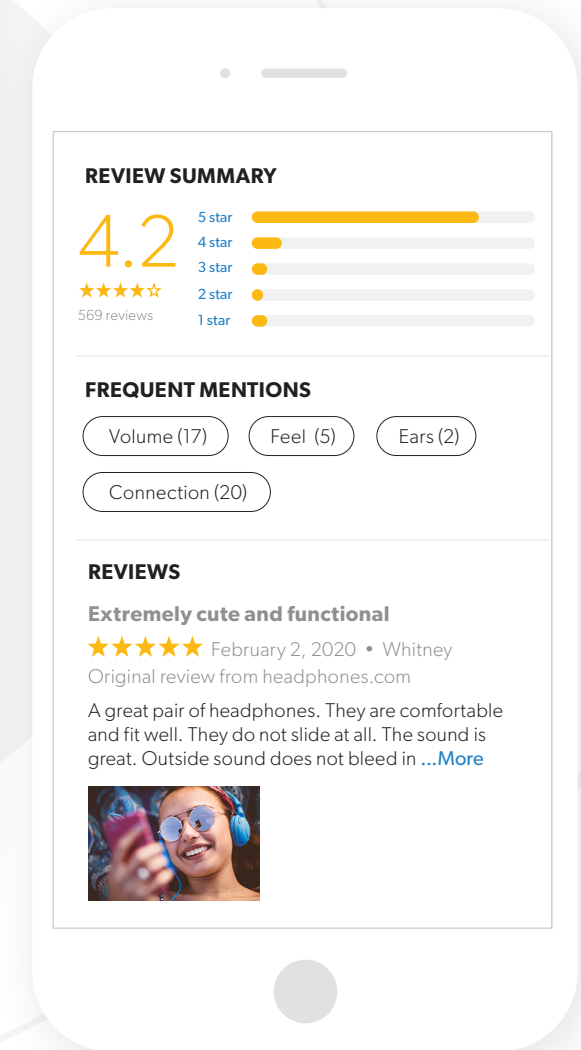 REVIEW SUMMARY
4.2
569 reviews
5 star
4 star
3 star
2 star
1 star
FREQUENT MENTIONS
Volume (17)
Feel (5)
Ears (2)
Connection (20)
REVIEWS
Extremely cute and functional
February 2, 2020 • Whitney
Original review from headphones.com
A great pair of headphones. They are comfortable
and fit well. They do not slide at all. The sound is
great. Outside sound does not bleed in ...More